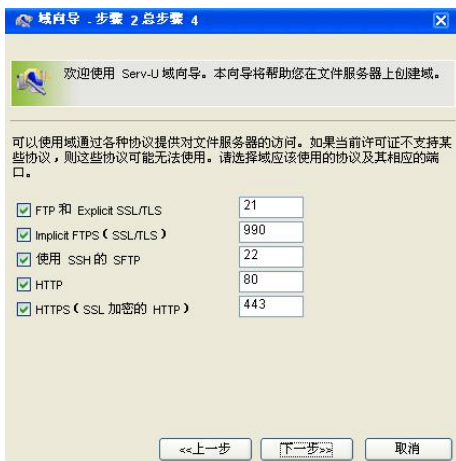 域向导 - 步骤 2总步骤 4
欢迎使用 Serv-U 域向导。本向导将帮助您在文件服务器上创建域。
可以使用域通过各种协议提供对文件服务器的访问。如果当前许可证不支持某
些协议，则这些协议可能无法使用。请选择域应该使用的协议及其相应的端
口。
FTP 和 Explicit SSL/TLS 21
Implicit FTPS（SSL/TLS） 990
使用 SSH 的 SFTP 22
HTTP 80
HTTPS（SSL 加密的 HTTP） 443
<<上一步 下一步>> 取消